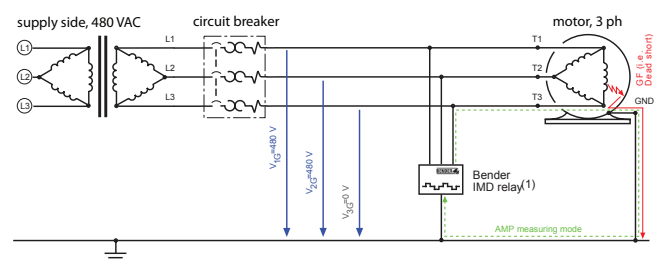 supply side, 480 VAC
circuit breaker
motor, 3 ph
L1
L2
L3
L1
L2
L3
T1
T2
T3
GF (i.e. Dead short)
GND
V1G=480 V
V2G=480 V
V3G=0 V
BENDER
Bender
IMD relay(1)
AMP measuring mode